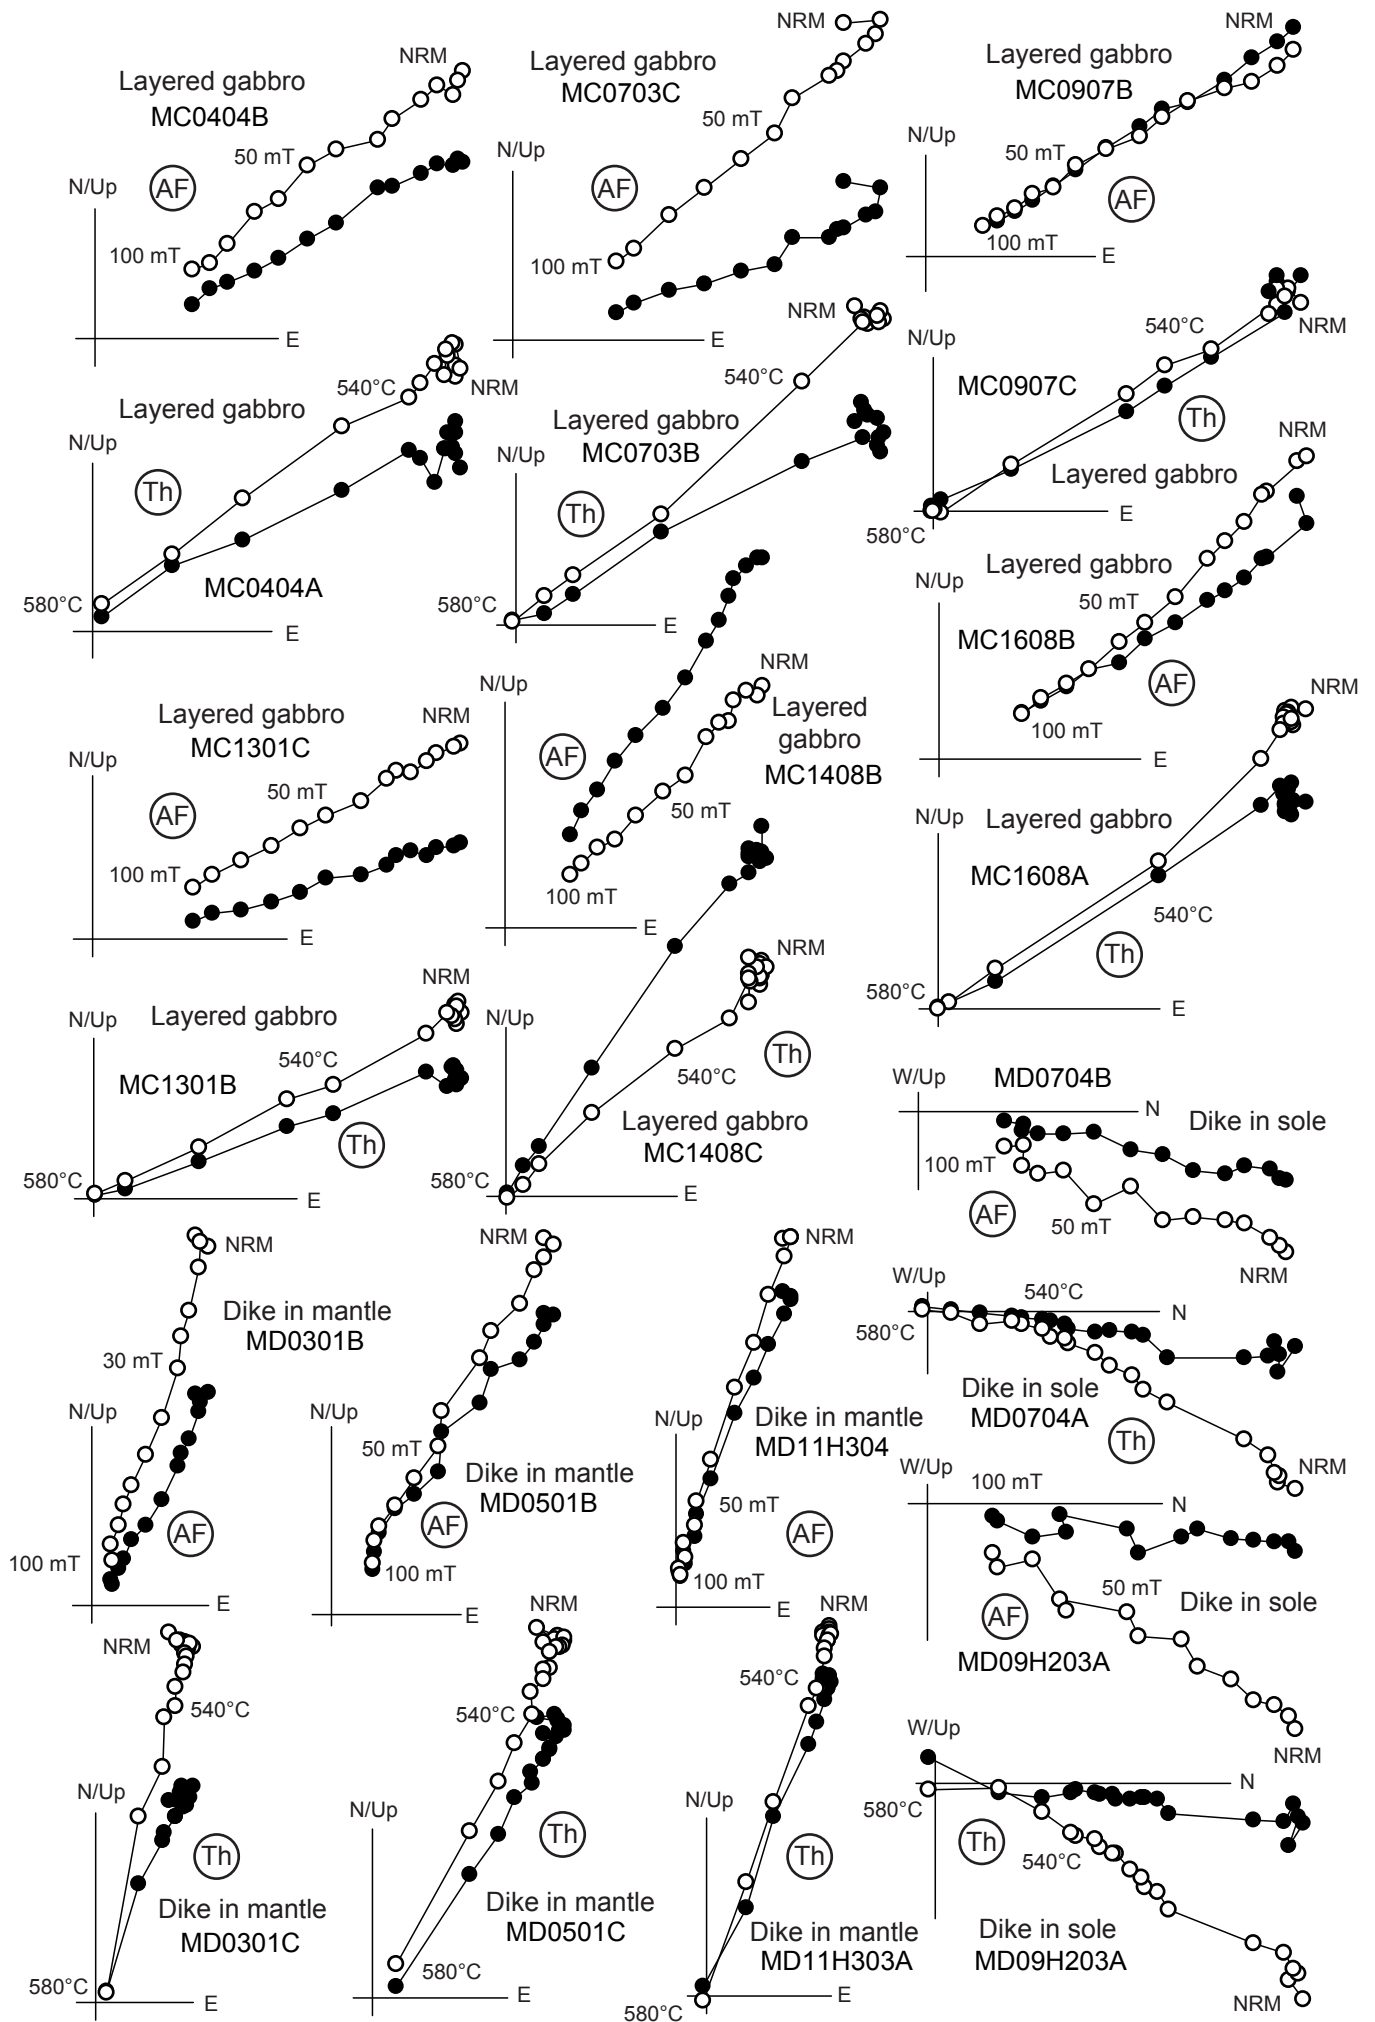 NRM
Layered gabbro
MC0404B
50 mT
N/Up
AF
100 mT
E
NRM
Layered gabbro
MC0703C
50 mT
N/Up
AF
100 mT
E
NRM
Layered gabbro
MC0907B
N/Up
50 mT
AF
100 mT
E
540°C
NRM
Layered gabbro
N/Up
Th
MC0404A
580°C
E
NRM
540°C
Layered gabbro
MC0703B
N/Up
Th
580°C
E
540°C
NRM
N/Up
MC0907C
Th
Layered gabbro
E
580°C
NRM
Layered gabbro
N/Up
50 mT
MC1608B
AF
100 mT
E
Layered gabbro
MC1301C
NRM
N/Up
50 mT
AF
100 mT
E
NRM
N/Up
Layered
gabbro
MC1408B
AF
50 mT
100 mT
E
NRM
N/Up
Layered gabbro
MC1608A
540°C
Th
580°C
E
NRM
Layered gabbro
N/Up
540°C
MC1301B
Th
580°C
E
NRM
N/Up
Th
540°C
Layered gabbro
MC1408C
580°C
E
W/Up
MD0704B
N
Dike in sole
100 mT
AF
50 mT
NRM
NRM
Dike in mantle
MD0301B
30 mT
N/Up
AF
100 mT
E
NRM
N/Up
50 mT
Dike in mantle
MD0501B
AF
100 mT
E
NRM
N/Up
Dike in mantle
MD11H304
50 mT
AF
100 mT
E
W/Up
540°C
N
580°C
Dike in sole
MD0704A
Th
NRM
W/Up
100 mT
N
50 mT
Dike in sole
AF
MD09H203A
NRM
NRM
540°C
N/Up
Th
Dike in mantle
MD0301C
580°C
E
NRM
540°C
N/Up
Th
Dike in mantle
MD0501C
580°C
E
NRM
540°C
N/Up
Th
Dike in mantle
MD11H303A
580°C
E
W/Up
N
580°C
Th
540°C
Dike in sole
MD09H203A
NRM